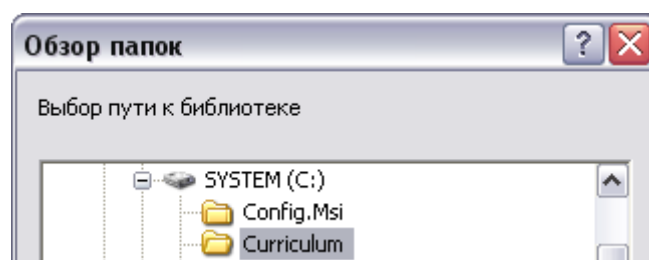 Обзор папок
Выбор пути к библиотеке
SYSTEM (C:)
Config.Msi
Curriculum